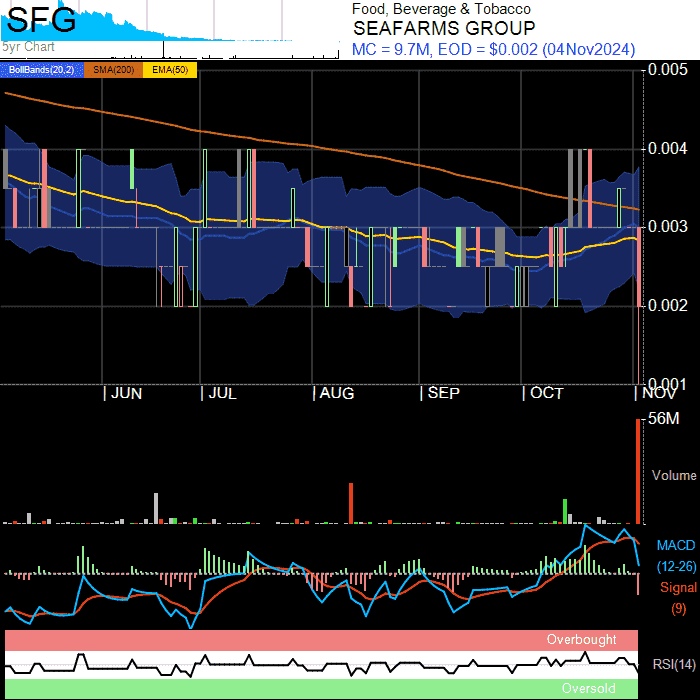 SFG
5yr Chart
Food, Beverage & Tobacco
SEAFARMS GROUP
MC = 9.7M, EOD = $0.002 (04Nov2024)
BollBands(20,2) SMA(200) EMA(50)
0.005
0.004
0.003
0.002
0.001
JUN JUL AUG SEP OCT NOV
56M
Volume
MACD
(12-26)
Signal
(9)
Overbought
RSI(14)
Oversold